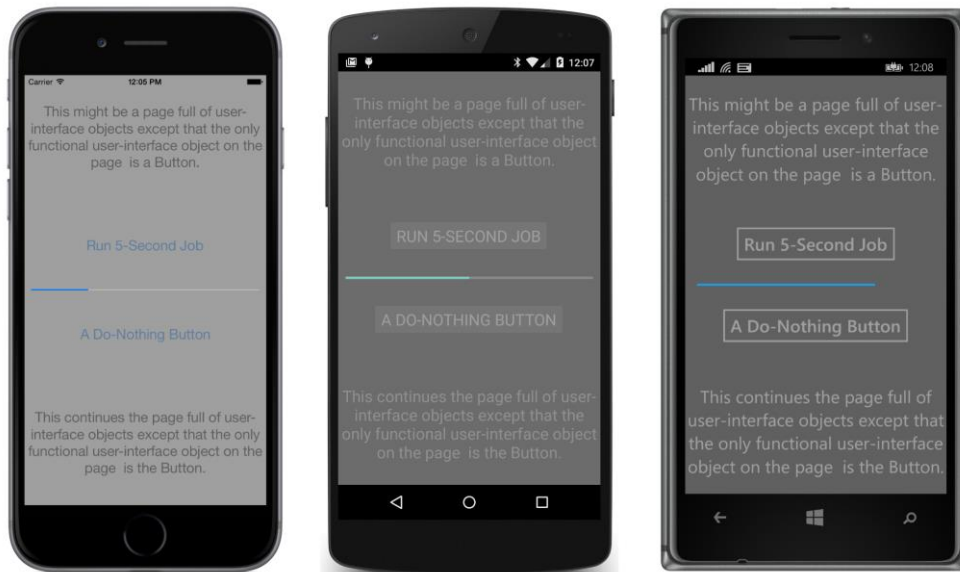 Carrier 12:05 PM
This might be a page full of user-
interface objects except that the only
functional user-interface object on the
page  is a Button.
Run 5-Second Job
A Do-Nothing Button
This continues the page full of user-
interface objects except that the only
functional user-interface object on the
page  is the Button.
12:07
This might be a page full of user-
interface objects except that the
only functional user-interface object
on the page  is a Button.
RUN 5-SECOND JOB
A DO-NOTHING BUTTON
This continues the page full of user-
interface objects except that the
only functional user-interface object
on the page  is the Button.
12:08
This might be a page full of user-
interface objects except that the
only functional user-interface
object on the page  is a Button.
Run 5-Second Job
A Do-Nothing Button
This continues the page full of
user-interface objects except that
the only functional user-interface
object on the page  is the Button.